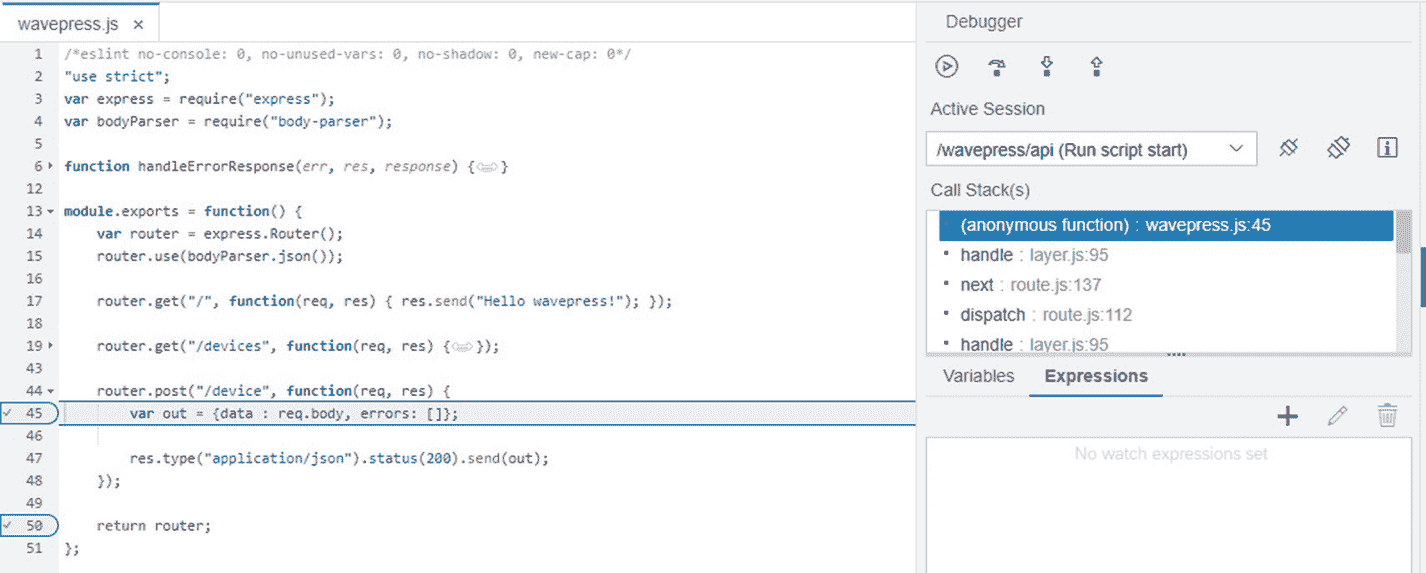 wavepress.js ×
1 /*eslint no-console: 0, no-unused-vars: 0, no-shadow: 0, new-cap: 0*/
2 "use strict";
3 var express = require("express");
4 var bodyParser = require("body-parser");
5
6 function handleErrorResponse(err, res, response) {}
12
13 module.exports = function() {
14 var router = express.Router();
15 router.use(bodyParser.json());
16
17 router.get("/", function(req, res) { res.send("Hello wavepress!"); });
18
19 router.get("/devices", function(req, res) {});
43
44 router.post("/device", function(req, res) {
45 var out = {data : req.body, errors: []};
46
47 res.type("application/json").status(200).send(out);
48 });
49
50 return router;
51 };
Debugger
Active Session
/wavepress/api (Run script start)
Call Stack(s)
(anonymous function) : wavepress.js:45
handle : layer.js:95
next : route.js:137
dispatch : route.js:112
handle : layer.js:95
Variables Expressions
No watch expressions set